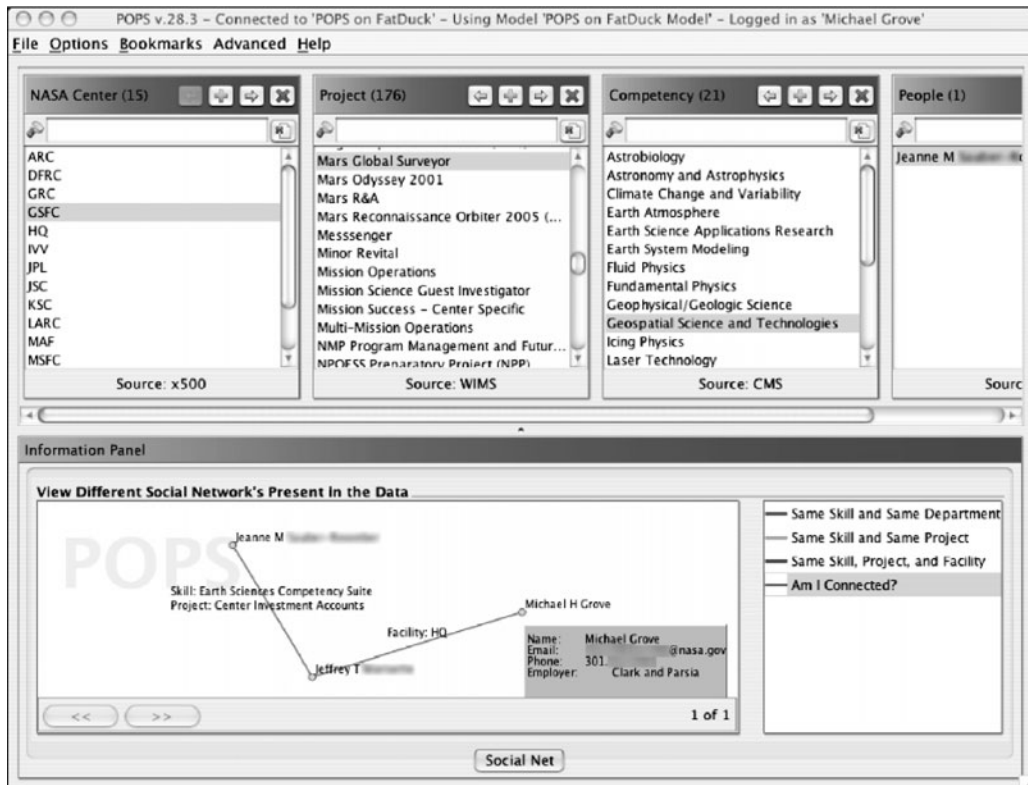 POPS v.28.3 – Connected to 'POPS on FatDuck' – Using Model 'POPS on FatDuck Model' – Logged in as 'Michael Grove'
File Options Bookmarks Advanced Help
NASA Center (15)
ARC
DFRC
GRC
GSFC
HQ
IVV
JPL
JSC
KSC
LARC
MAF
MSFC
Source: x500
Project (176)
Mars Global Surveyor
Mars Odyssey 2001
Mars R&A
Mars Reconnaissance Orbiter 2005 (...
Messsenger
Minor Revital
Mission Operations
Mission Science Guest Investigator
Mission Success – Center Specific
Multi-Mission Operations
NMP Program Management and Futur...
NPOESS Preparatory Project (NPP)
Source: WIMS
Competency (21)
Astrobiology
Astronomy and Astrophysics
Climate Change and Variability
Earth Atmosphere
Earth Science Applications Research
Earth System Modeling
Fluid Physics
Fundamental Physics
Geophysical/Geologic Science
Geospatial Science and Technologies
Icing Physics
Laser Technology
Source: CMS
People (1)
Jeanne M
Sourc
Information Panel
View Different Social Network's Present in the Data
POPS
Jeanne M
Skill: Earth Sciences Competency Suite
Project: Center Investment Accounts
Michael H Grove
Facility: HQ
Jeffrey T
Name: Michael Grove
Email: @nasa.gov
Phone: 301.
Employer: Clark and Parsia
<< >> 1 of 1
Same Skill and Same Department
Same Skill and Same Project
Same Skill, Project, and Facility
Am I Connected?
Social Net